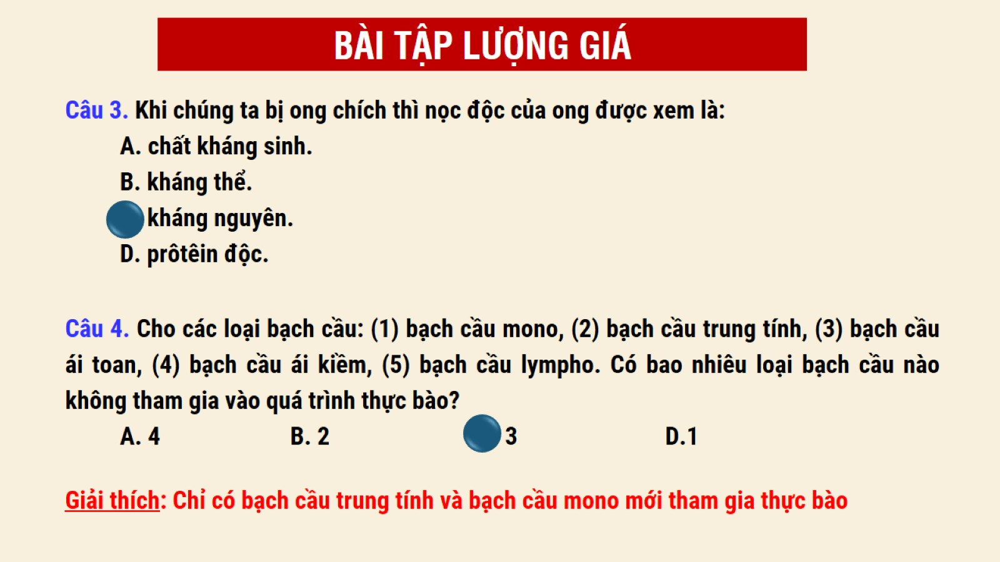 BÀI TẬP LƯỢNG GIÁ
Câu 3. Khi chúng ta bị ong chích thì nọc độc của ong được xem là:
A. chất kháng sinh.
B. kháng thể.
kháng nguyên.
D. prôtêin độc.
Câu 4. Cho các loại bạch cầu: (1) bạch cầu mono, (2) bạch cầu trung tính, (3) bạch cầu
ái toan, (4) bạch cầu ái kiềm, (5) bạch cầu lympho. Có bao nhiêu loại bạch cầu nào
không tham gia vào quá trình thực bào?
A. 4 B. 2 3 D.1
Giải thích: Chỉ có bạch cầu trung tính và bạch cầu mono mới tham gia thực bào